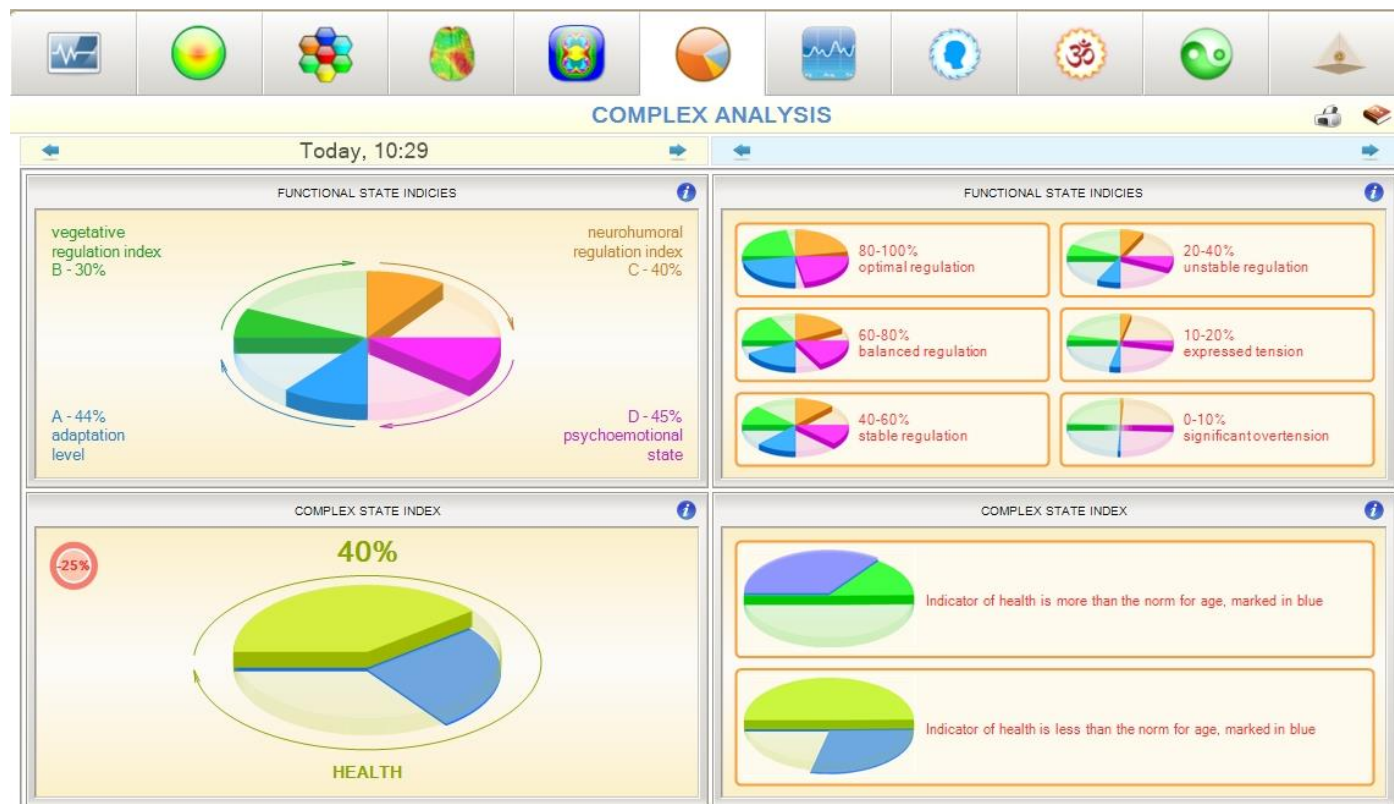 COMPLEX ANALYSIS
Today, 10:29
FUNCTIONAL STATE INDICIES
vegetative
regulation index
B - 30%
neurohumoral
regulation index
C - 40%
A - 44%
adaptation
level
D - 45%
psychoemotional
state
FUNCTIONAL STATE INDICIES
80-100%
optimal regulation
20-40%
unstable regulation
60-80%
balanced regulation
10-20%
expressed tension
40-60%
stable regulation
0-10%
significant overtension
COMPLEX STATE INDEX
-25%
40%
HEALTH
COMPLEX STATE INDEX
Indicator of health is more than the norm for age, marked in blue
Indicator of health is less than the norm for age, marked in blue